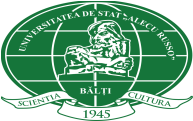 UNIVERSITATEA DE STAT "ALECU RUSSO"
BĂLȚI
SCIENTIA
1945
CULTURA